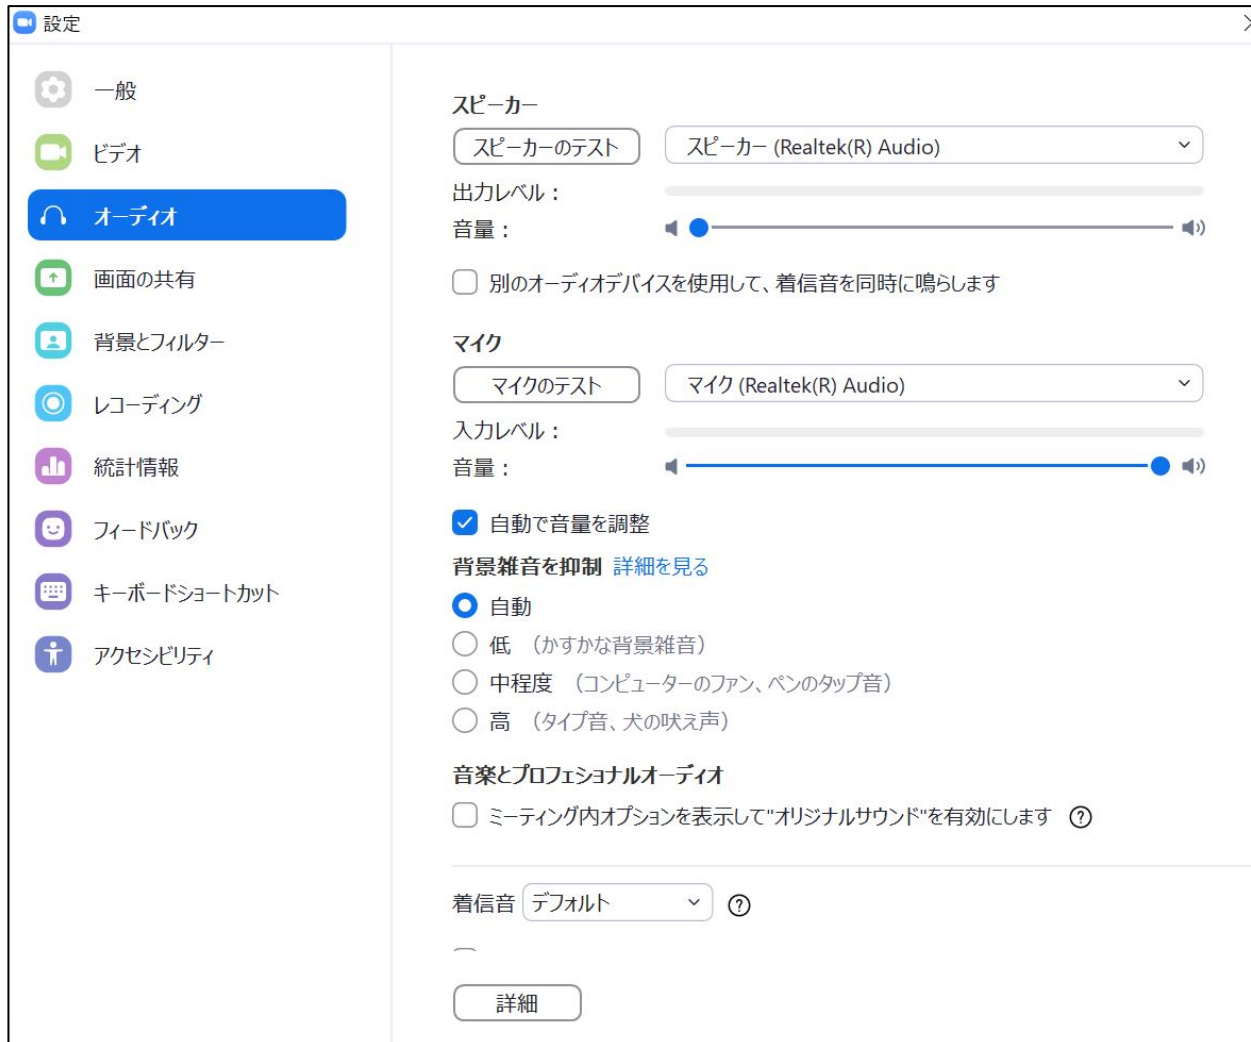 設定
一般
ビデオ
オーディオ
画面の共有
背景とフィルター
レコーディング
統計情報
フィードバック
キーボードショートカット
アクセシビリティ
スピーカー
スピーカーのテスト スピーカー (Realtek(R) Audio)
出力レベル：
音量：
別のオーディオデバイスを使用して、着信音を同時に鳴らします
マイク
マイクのテスト マイク (Realtek(R) Audio)
入力レベル：
音量：
自動で音量を調整
背景雑音を抑制 詳細を見る
自動
低 （かすかな背景雑音）
中程度 （コンピューターのファン、ペンのタップ音）
高 （タイプ音、犬の吠え声）
音楽とプロフェショナルオーディオ
ミーティング内オプションを表示して"オリジナルサウンド"を有効にします ?
着信音 デフォルト ?
詳細